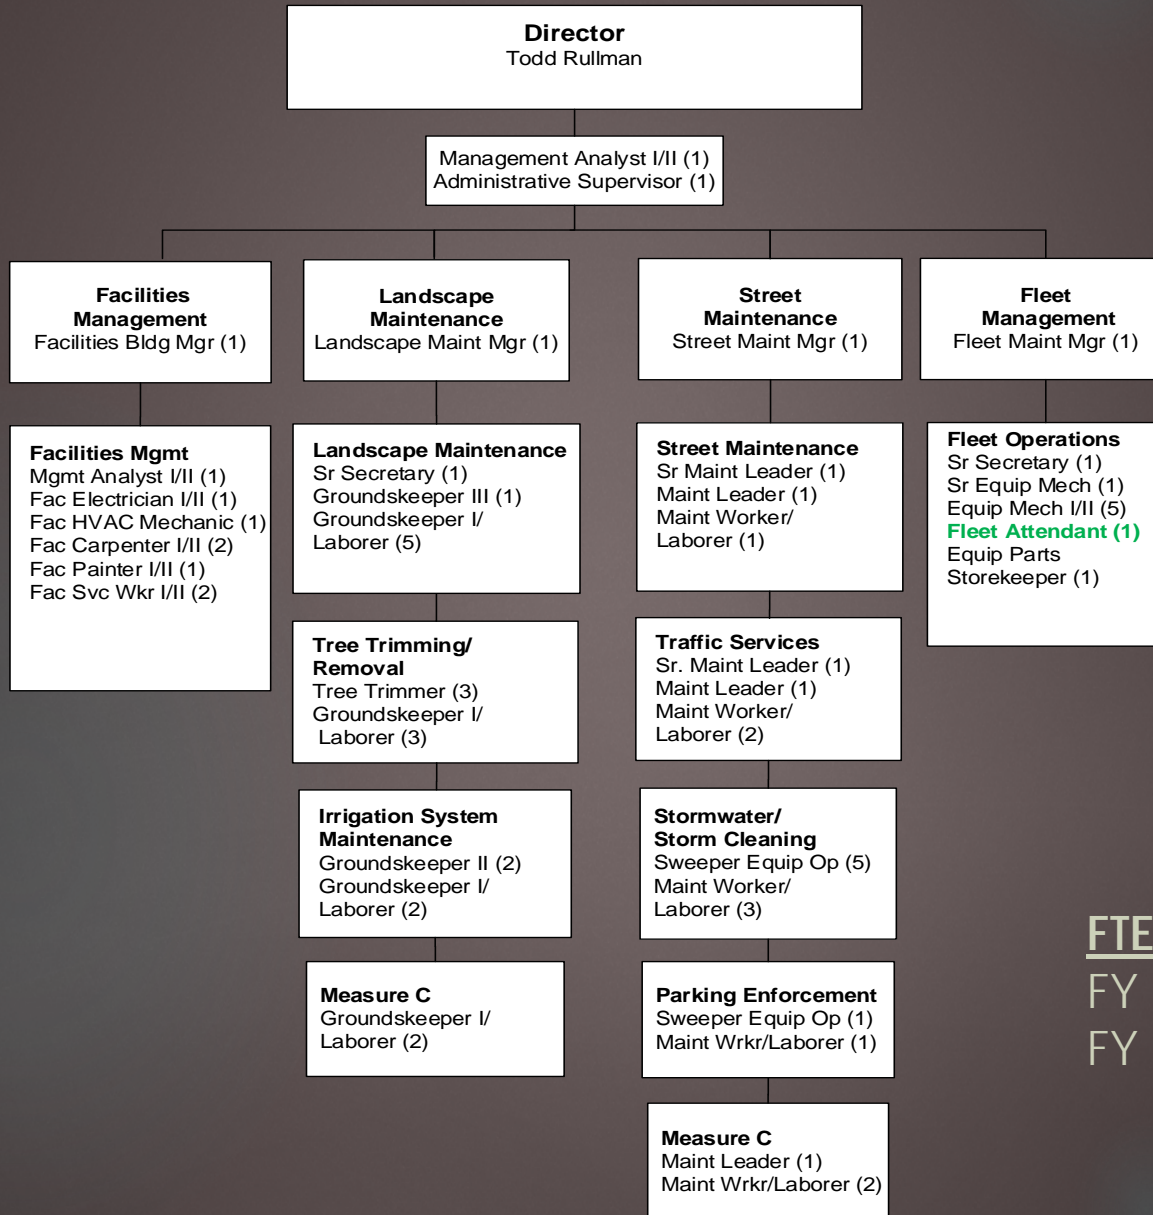 Director
Todd Rullman
Management Analyst I/II (1)
Administrative Supervisor (1)
Facilities
Management
Facilities Bldg Mgr (1)
Landscape
Maintenance
Landscape Maint Mgr (1)
Street
Maintenance
Street Maint Mgr (1)
Fleet
Management
Fleet Maint Mgr (1)
Facilities Mgmt
Mgmt Analyst I/II (1)
Fac Electrician I/II (1)
Fac HVAC Mechanic (1)
Fac Carpenter I/II (2)
Fac Painter I/II (1)
Fac Svc Wkr I/II (2)
Landscape Maintenance
Sr Secretary (1)
Groundskeeper III (1)
Groundskeeper I/
Laborer (5)
Tree Trimming/
Removal
Tree Trimmer (3)
Groundskeeper I/
Laborer (3)
Irrigation System
Maintenance
Groundskeeper II (2)
Groundskeeper I/
Laborer (2)
Measure C
Groundskeeper I/
Laborer (2)
Street Maintenance
Sr Maint Leader (1)
Maint Leader (1)
Maint Worker/
Laborer (1)
Traffic Services
Sr. Maint Leader (1)
Maint Leader (1)
Maint Worker/
Laborer (2)
Stormwater/
Storm Cleaning
Sweeper Equip Op (5)
Maint Worker/
Laborer (3)
Parking Enforcement
Sweeper Equip Op (1)
Maint Wrkr/Laborer (1)
Measure C
Maint Leader (1)
Maint Wrkr/Laborer (2)
Fleet Operations
Sr Secretary (1)
Sr Equip Mech (1)
Equip Mech I/II (5)
Fleet Attendant (1)
Equip Parts
Storekeeper (1)
FTE
FY
FY